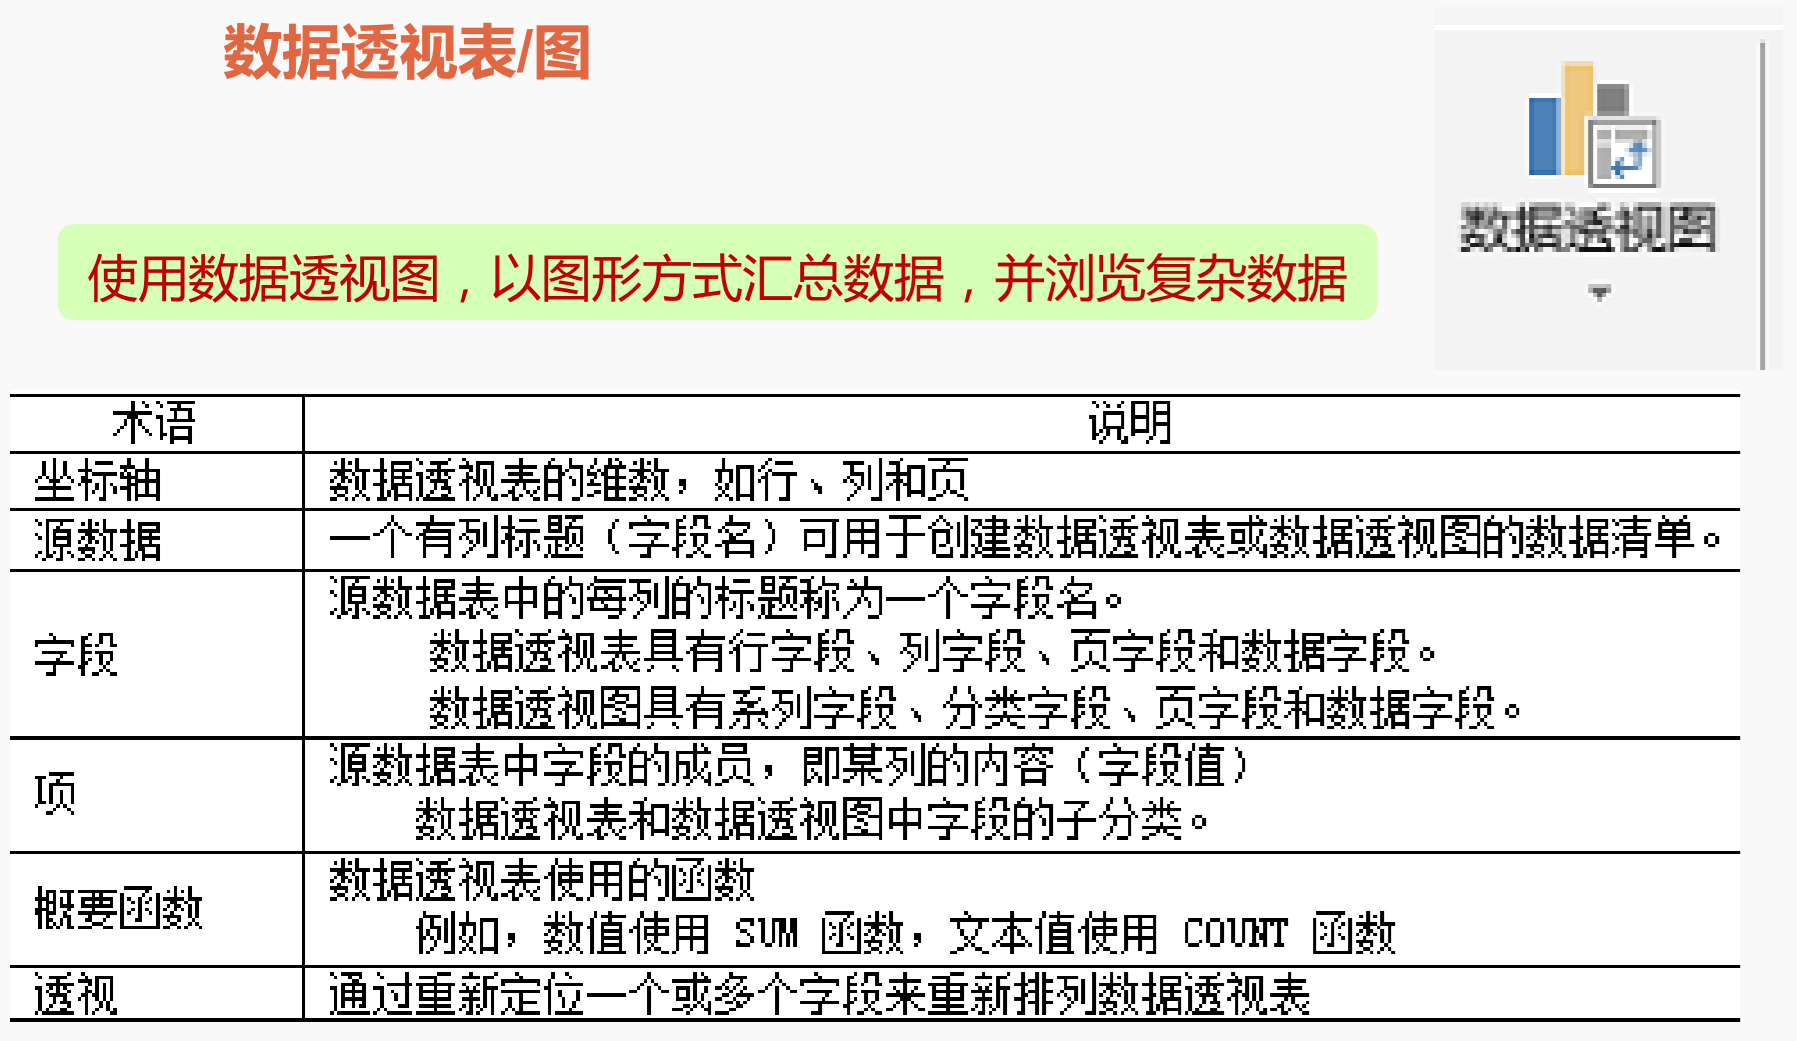 数据透视表/图
数据透视图
使用数据透视图，以图形方式汇总数据，并浏览复杂数据
术语 说明
坐标轴 数据透视表的维数，如行、列和页
源数据 一个有列标题（字段名）可用于创建数据透视表或数据透视图的数据清单。
字段 源数据表中的每列的标题称为一个字段名。
数据透视表具有行字段、列字段、页字段和数据字段。
数据透视图具有系列字段、分类字段、页字段和数据字段。
项 源数据表中字段的成员，即某列的内容（字段值）
数据透视表和数据透视图中字段的子分类。
概要函数 数据透视表使用的函数
例如，数值使用 SUM 函数，文本值使用 COUNT 函数
透视 通过重新定位一个或多个字段来重新排列数据透视表